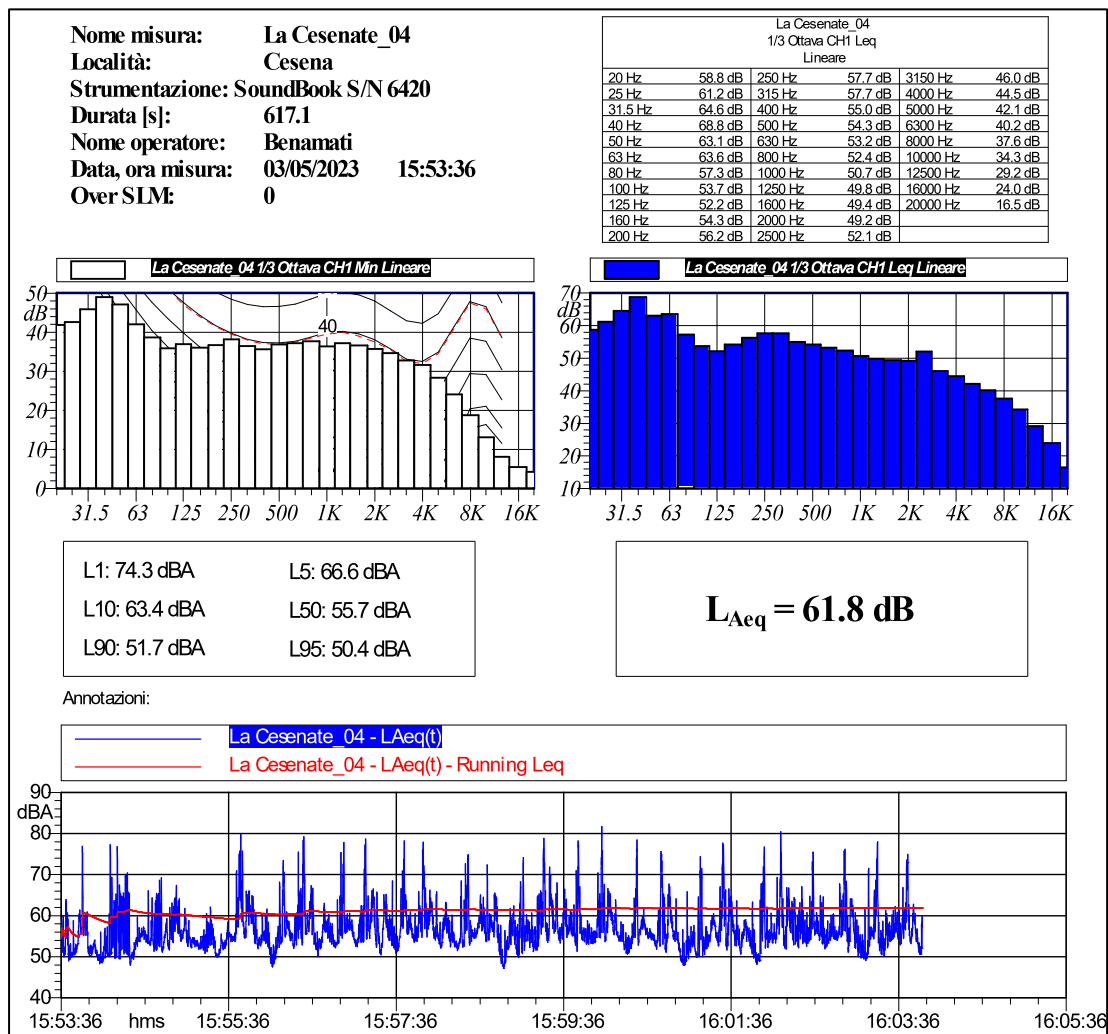 Nome misura: La Cesenate_04
Località: Cesena
Strumentazione: SoundBook S/N 6420
Durata [s]: 617.1
Nome operatore: Benamati
Data, ora misura: 03/05/2023 15:53:36
Over SLM: 0
La Cesenate_04
1/3 Ottava CH1 Leq
Lineare
20 Hz 58.8 dB 250 Hz 57.7 dB 3150 Hz 46.0 dB
25 Hz 61.2 dB 315 Hz 57.7 dB 4000 Hz 44.5 dB
31.5 Hz 64.6 dB 400 Hz 55.0 dB 5000 Hz 42.1 dB
40 Hz 68.8 dB 500 Hz 54.3 dB 6300 Hz 40.2 dB
50 Hz 63.1 dB 630 Hz 53.2 dB 8000 Hz 37.6 dB
63 Hz 63.6 dB 800 Hz 52.4 dB 10000 Hz 34.3 dB
80 Hz 57.3 dB 1000 Hz 50.7 dB 12500 Hz 29.2 dB
100 Hz 53.7 dB 1250 Hz 49.8 dB 16000 Hz 24.0 dB
125 Hz 52.2 dB 1600 Hz 49.4 dB 20000 Hz 16.5 dB
160 Hz 54.3 dB 2000 Hz 49.2 dB
200 Hz 56.2 dB 2500 Hz 52.1 dB
La Cesenate_04 1/3 Ottava CH1 Min Lineare
50
dB
40
30
20
10
0
40
31.5 63 125 250 500 1K 2K 4K 8K 16K
La Cesenate_04 1/3 Ottava CH1 Leq Lineare
70
dB
60
50
40
30
20
10
31.5 63 125 250 500 1K 2K 4K 8K 16K
L1: 74.3 dBA L5: 66.6 dBA
L10: 63.4 dBA L50: 55.7 dBA
L90: 51.7 dBA L95: 50.4 dBA
LAeq = 61.8 dB
Annotazioni:
La Cesenate_04 - LAeq(t)
La Cesenate_04 - LAeq(t) - Running Leq
90
dBA
80
70
60
50
40
15:53:36 hms 15:55:36 15:57:36 15:59:36 16:01:36 16:03:36 16:05:36